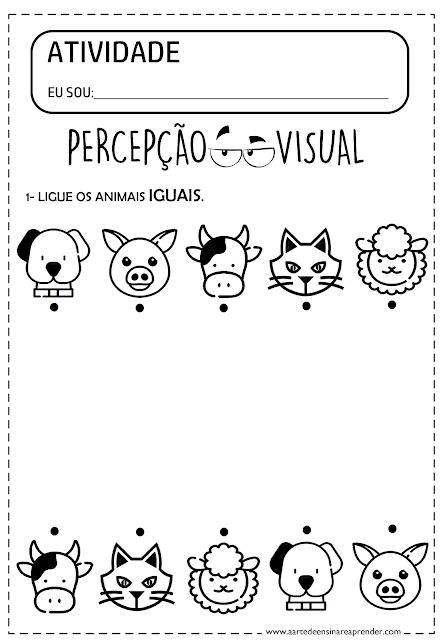 ATIVIDADE
EU SOU:
PERCEPÇÃO VISUAL
1- LIGUE OS ANIMAIS IGUAIS.
www.aartedeensinareaprender.com